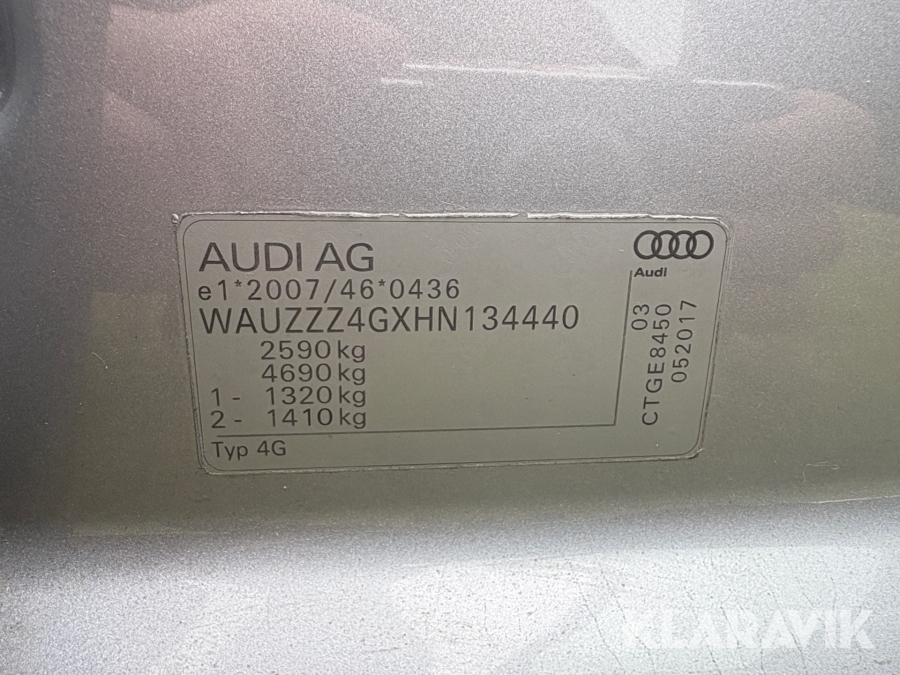 AUDI AG
e1*2007/46*0436
WAUZZZ4GXHN134440
2590 kg
4690 kg
1 - 1320 kg
2 - 1410 kg
Typ 4G
Audi
03
CTGE8450
052017
KLARAVIK